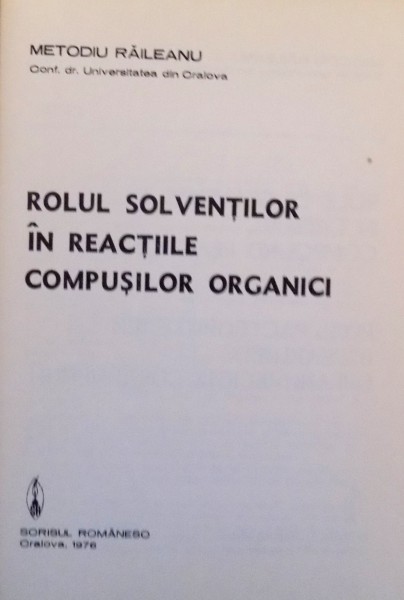 METODIU RĂILEANU
Conf. dr. Universitatea din Craiova
ROLUL SOLVENȚILOR
ÎN REACȚIILE
COMPUȘILOR ORGANICI
SCRISUL ROMÂNESC
Craiova, 1976